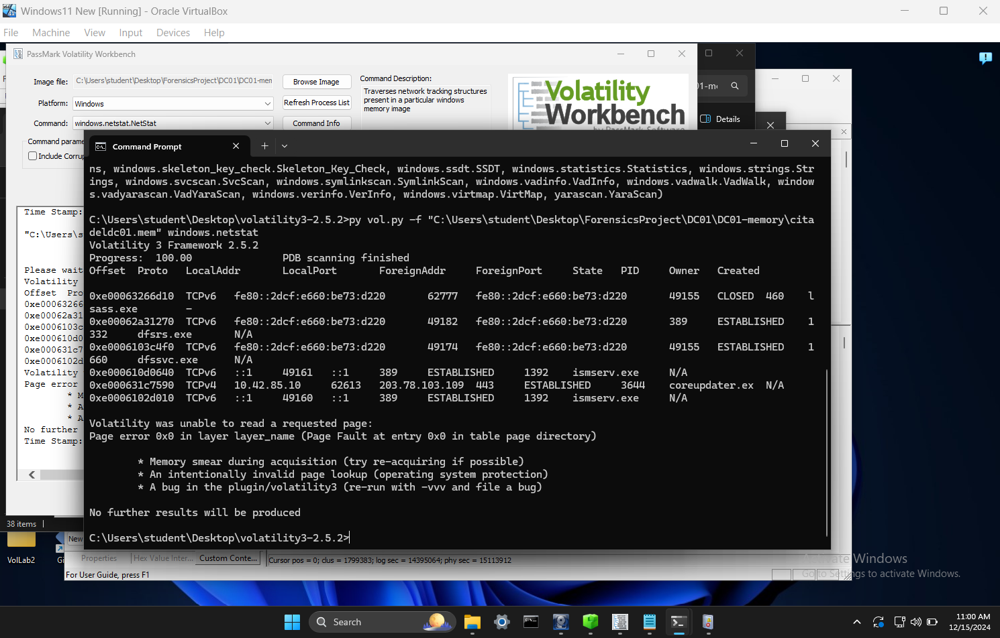 Windows11 New [Running] - Oracle VirtualBox
File Machine View Input Devices Help
PassMark Volatility Workbench
Image file: C:\Users\student\Desktop\ForensicsProject\DC01\DC01-mem
Browse Image
Command Description:
Platform: Windows
Refresh Process List
Traverses network tracking structures
present in a particular windows
memory image
Command: windows.netstat.NetStat
Command Info
Volatility
Workbench
by PassMark Software
Details
Command parame
Include Corrup
Command Prompt
ns, windows.skeleton_key_check.Skeleton_Key_Check, windows.ssdt.SSDT, windows.statistics.Statistics, windows.strings.Str
ings, windows.svcscan.SvcScan, windows.symlinkscan.SymlinkScan, windows.vadinfo.VadInfo, windows.vadwalk.VadWalk, window
s.vadyarascan.VadYaraScan, windows.verinfo.VerInfo, windows.virtmap.VirtMap, yarascan.YaraScan)
C:\Users\student\Desktop\volatility3-2.5.2>py vol.py -f "C:\Users\student\Desktop\ForensicsProject\DC01\DC01-memory\cita
deldc01.mem" windows.netstat
Volatility 3 Framework 2.5.2
Progress: 100.00 PDB scanning finished
Offset Proto LocalAddr LocalPort ForeignAddr ForeignPort State PID Owner Created
0xe00063266d10 TCPv6 fe80::2dcf:e660:be73:d220 62777 fe80::2dcf:e660:be73:d220 49155 CLOSED 460 l
sass.exe -
0xe00062a31270 TCPv6 fe80::2dcf:e660:be73:d220 49182 fe80::2dcf:e660:be73:d220 389 ESTABLISHED 1
332 dfsrs.exe N/A
0xe0006103c4f0 TCPv6 fe80::2dcf:e660:be73:d220 49174 fe80::2dcf:e660:be73:d220 49155 ESTABLISHED 1
660 dfssvc.exe N/A
0xe000610d0640 TCPv6 ::1 49161 ::1 389 ESTABLISHED 1392 ismserv.exe N/A
0xe000631c7590 TCPv4 10.42.85.10 62613 203.78.103.109 443 ESTABLISHED 3644 coreupdater.ex N/A
0xe0006102d010 TCPv6 ::1 49160 ::1 389 ESTABLISHED 1392 ismserv.exe N/A
Volatility was unable to read a requested page:
Page error 0x0 in layer layer_name (Page Fault at entry 0x0 in table page directory)
* Memory smear during acquisition (try re-acquiring if possible)
* An intentionally invalid page lookup (operating system protection)
* A bug in the plugin/volatility3 (re-run with -vvv and file a bug)
No further results will be produced
C:\Users\student\Desktop\volatility3-2.5.2>
Time Stamp:
"C:\Users\s
Please wait
Volatility
Offset Pro
0xe00063266
0xe00062a31
0xe0006103c
0xe000610d0
0xe000631c7
0xe0006102d
Volatility
Page error
* M
* A
* A
No further
Time Stamp:
38 items
New
VolLab2
Gi
Properties Hex Value Inter... Custom Conte...
Cursor pos = 0; clus = 1799383; log sec = 14395064; phy sec = 15113912
For User Guide, press F1
Activate Windows
Go to Settings to activate Windows.
Search
11:00 AM
12/15/2024